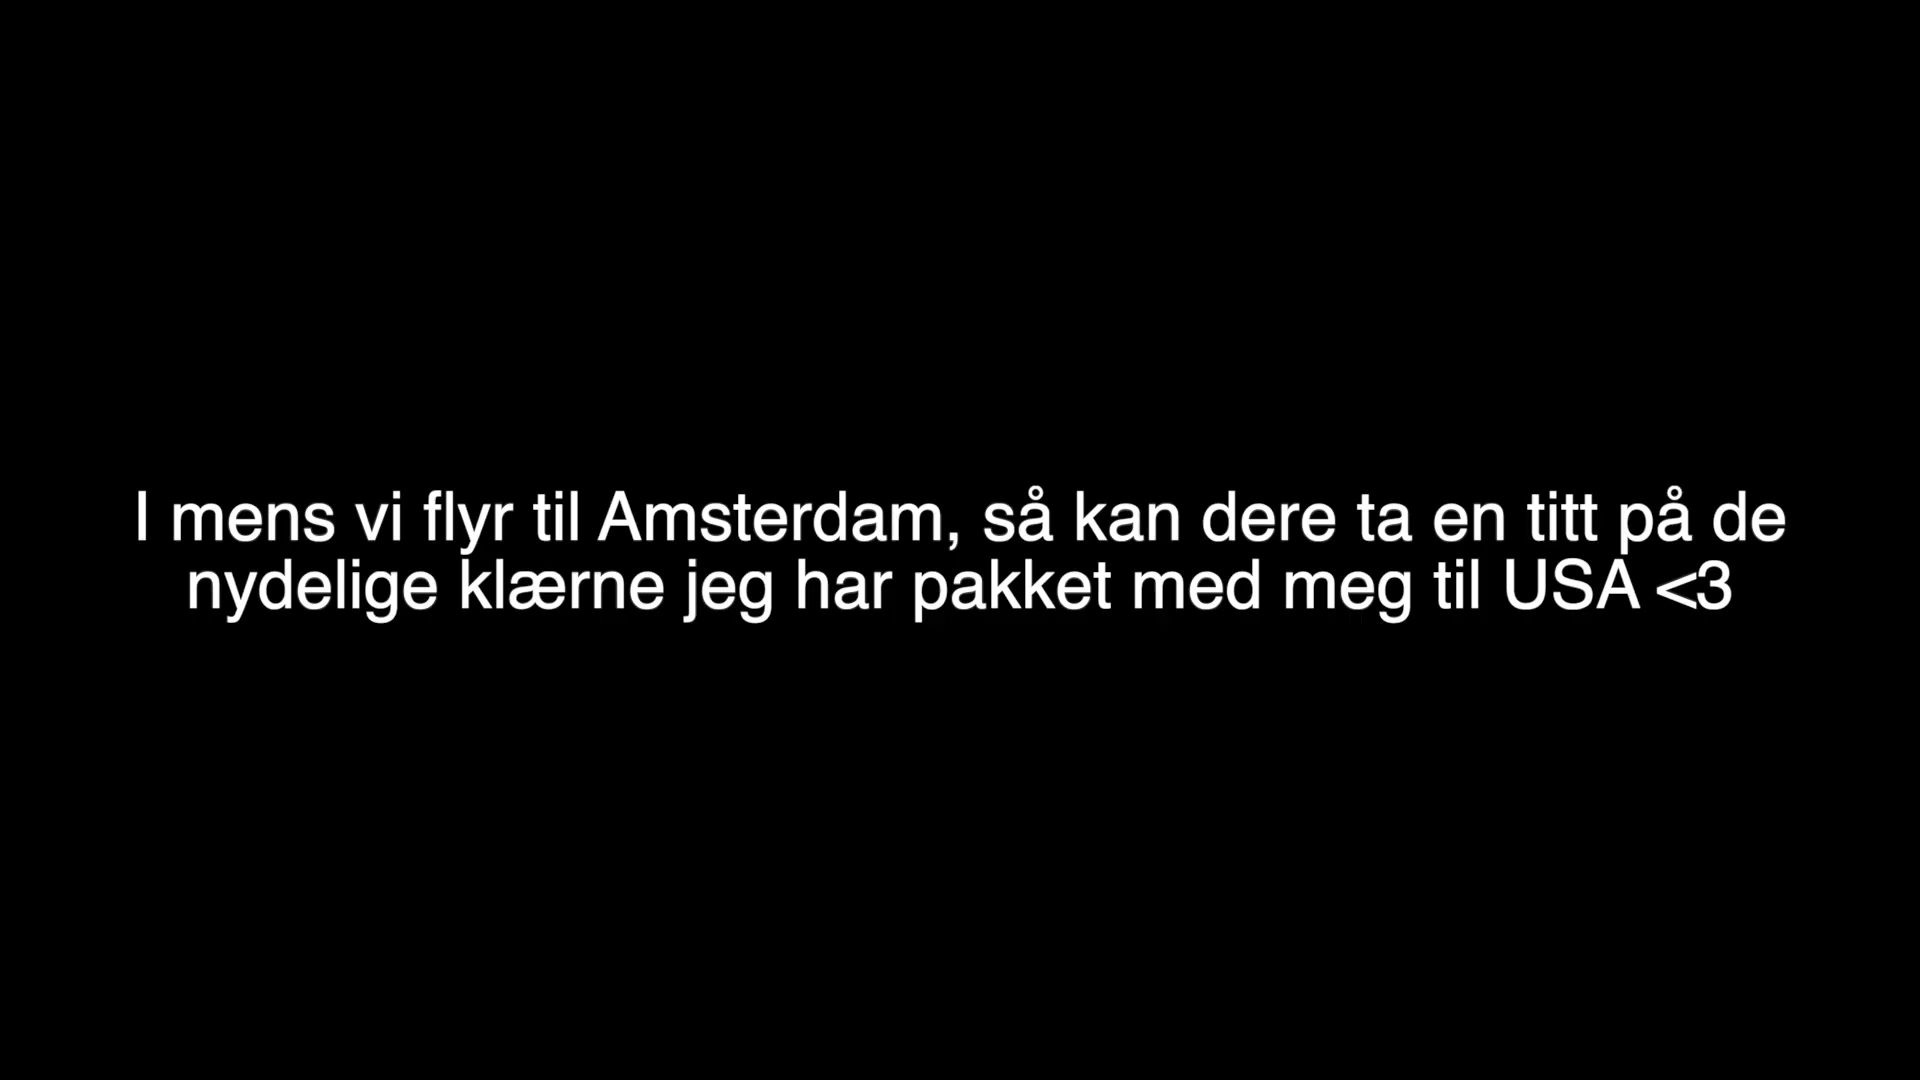 I mens vi flyr til Amsterdam, så kan dere ta en titt på de
nydelige klærne jeg har pakket med meg til USA <3